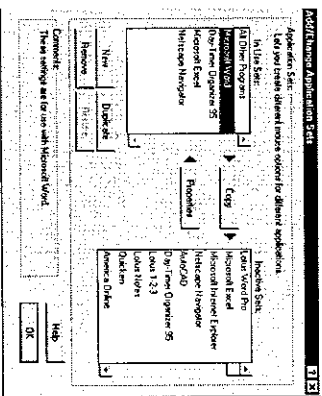 Add/Change Application Sets
Application Sets:
Lets you create different mouse options for different applications.
In Use Sets:
All Other Programs
Microsoft Word
Day-Timer Organizer 95
Microsoft Excel
Netscape Navigator
Copy
Properties
Inactive Sets:
Lotus Word Pro
Microsoft Excel
Microsoft Internet Explorer
Netscape Navigator
AutoCAD
Day-Timer Organizer 95
Lotus 1-2-3
Lotus Notes
Quicken
America Online
New
Duplicate
Remove
Comments:
These settings are for use with Microsoft Word.
Help
OK